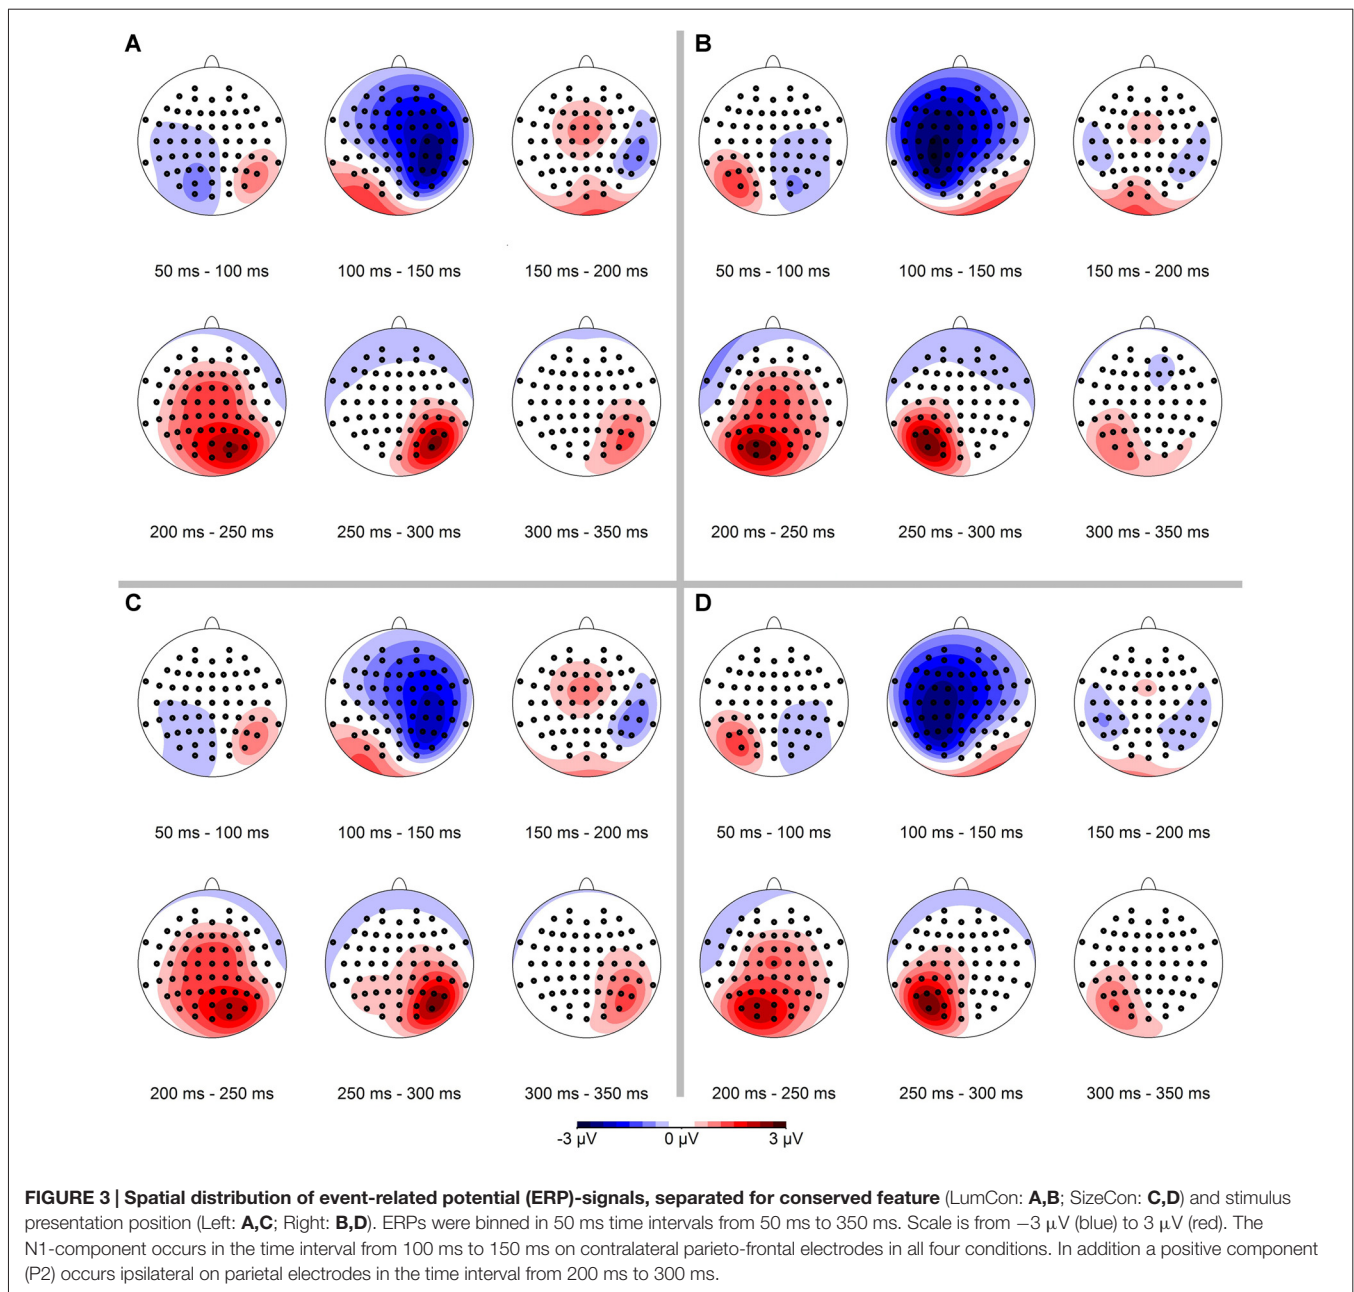 A
B
50 ms - 100 ms
100 ms - 150 ms
150 ms - 200 ms
50 ms - 100 ms
100 ms - 150 ms
150 ms - 200 ms
200 ms - 250 ms
250 ms - 300 ms
300 ms - 350 ms
200 ms - 250 ms
250 ms - 300 ms
300 ms - 350 ms
C
D
50 ms - 100 ms
100 ms - 150 ms
150 ms - 200 ms
50 ms - 100 ms
100 ms - 150 ms
150 ms - 200 ms
200 ms - 250 ms
250 ms - 300 ms
300 ms - 350 ms
200 ms - 250 ms
250 ms - 300 ms
300 ms - 350 ms
-3 µV
0 µV
3 µV
FIGURE 3 | Spatial distribution of event-related potential (ERP)-signals, separated for conserved feature (LumCon: A,B; SizeCon: C,D) and stimulus
presentation position (Left: A,C; Right: B,D). ERPs were binned in 50 ms time intervals from 50 ms to 350 ms. Scale is from −3 µV (blue) to 3 µV (red). The
N1-component occurs in the time interval from 100 ms to 150 ms on contralateral parieto-frontal electrodes in all four conditions. In addition a positive component
(P2) occurs ipsilateral on parietal electrodes in the time interval from 200 ms to 300 ms.